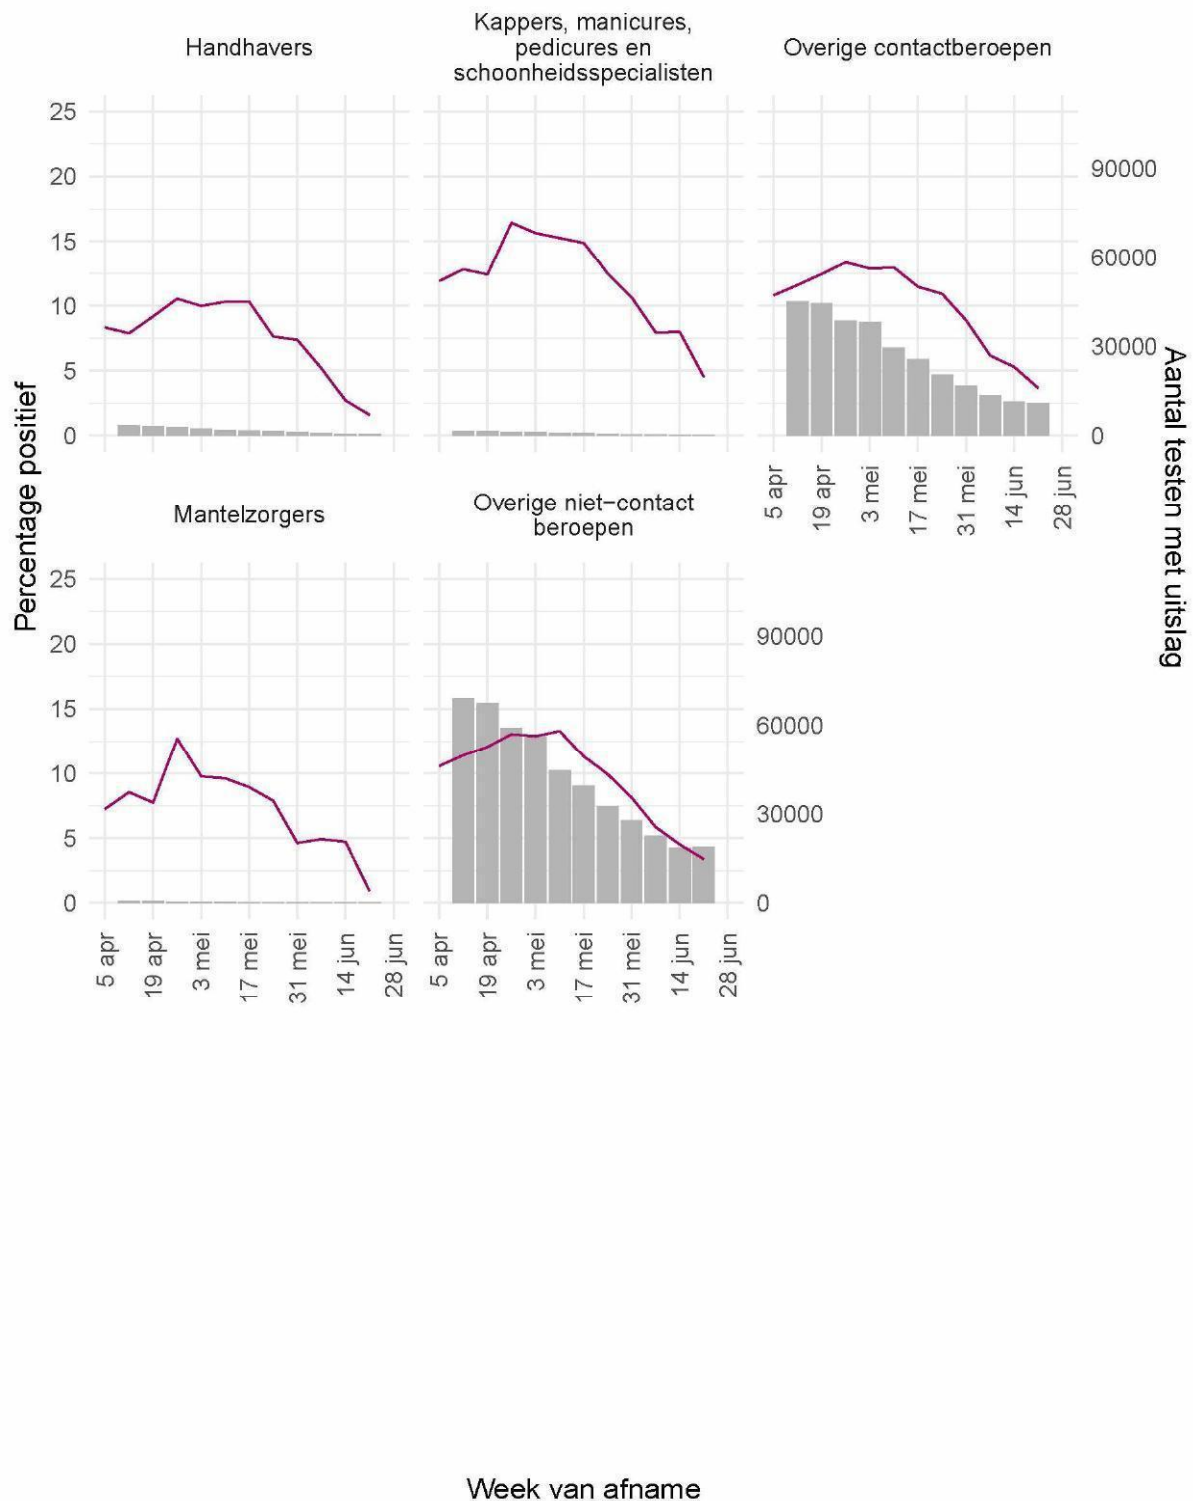 Handhavers
Kappers, manicures,
pedicures en
schoonheidsspecialisten
Overige contactberoepen
25
20
15
10
5
0
90000
60000
30000
0
5 apr
19 apr
3 mei
17 mei
31 mei
14 jun
28 jun
Mantelzorgers
Overige niet−contact
beroepen
25
20
15
10
5
0
90000
60000
30000
0
5 apr
19 apr
3 mei
17 mei
31 mei
14 jun
28 jun
5 apr
19 apr
3 mei
17 mei
31 mei
14 jun
28 jun
Percentage positief
Aantal testen met uitslag
Week van afname